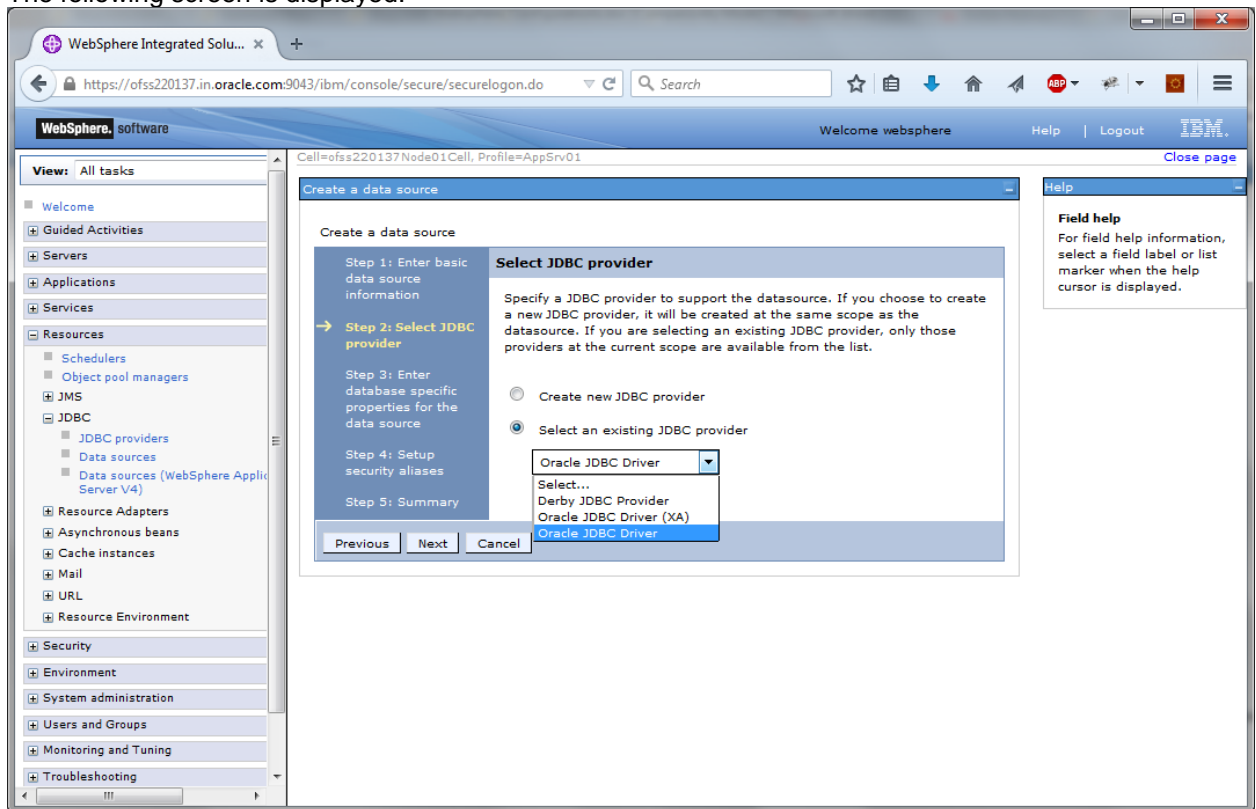 The following screen is displayed:
WebSphere Integrated Solu... ×
+
https://ofss220137.in.oracle.com:9043/ibm/console/secure/securelogon.do
Search
ABP
WebSphere. software
Welcome websphere
Help | Logout
IBM.
View: All tasks
Welcome
Guided Activities
Servers
Applications
Services
Resources
Schedulers
Object pool managers
JMS
JDBC
JDBC providers
Data sources
Data sources (WebSphere Applic
Server V4)
Resource Adapters
Asynchronous beans
Cache instances
Mail
URL
Resource Environment
Security
Environment
System administration
Users and Groups
Monitoring and Tuning
Troubleshooting
Cell=ofss220137Node01Cell, Profile=AppSrv01
Close page
Create a data source
Create a data source
Step 1: Enter basic
data source
information
Step 2: Select JDBC
provider
Step 3: Enter
database specific
properties for the
data source
Step 4: Setup
security aliases
Step 5: Summary
Select JDBC provider
Specify a JDBC provider to support the datasource. If you choose to create
a new JDBC provider, it will be created at the same scope as the
datasource. If you are selecting an existing JDBC provider, only those
providers at the current scope are available from the list.
Create new JDBC provider
Select an existing JDBC provider
Oracle JDBC Driver
Select...
Derby JDBC Provider
Oracle JDBC Driver (XA)
Oracle JDBC Driver
Previous Next Cancel
Help
Field help
For field help information,
select a field label or list
marker when the help
cursor is displayed.